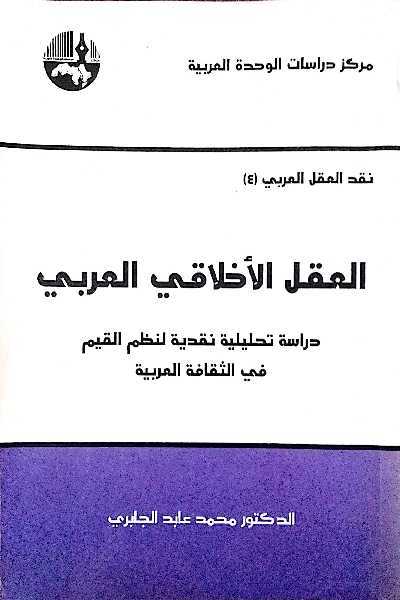 مركز دراسات الوحدة العربية
نقد العقل العربي (٤)
العقل الأخلاقي العربي
دراسة تحليلية نقدية لنظم القيم
في الثقافة العربية
الدكتور محمد عابد الجابري